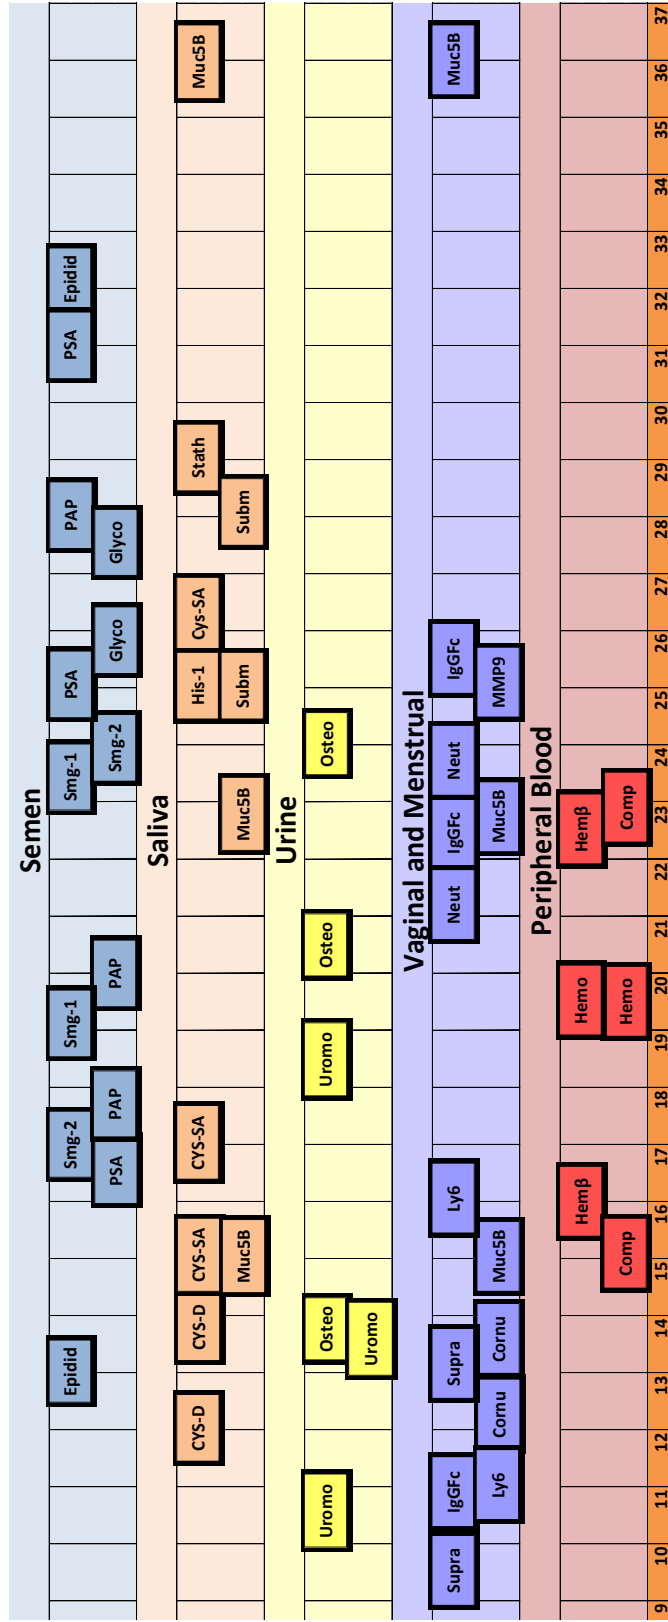 Semen
Epidid
Smg-2
Smg-1
Smg-1
PSA
PAP
PSA
Epidid
PSA
PAP
PAP
Smg-2
Glyco
Glyco
Saliva
CYS-D
CYS-D
CYS-SA
CYS-SA
His-1
Cys-SA
Stath
Muc5B
Muc5B
Muc5B
Subm
Subm
Urine
Uromo
Osteo
Uromo
Osteo
Osteo
Uromo
Vaginal and Menstrual
Supra
IgGFc
Supra
Ly6
Neut
IgGFc
Neut
IgGFc
Muc5B
Ly6
Cornu
Cornu
Muc5B
Muc5B
MMP9
Peripheral Blood
Hemβ
Hemo
Hemβ
Comp
Hemo
Comp
9 10 11 12 13 14 15 16 17 18 19 20 21 22 23 24 25 26 27 28 29 30 31 32 33 34 35 36 37